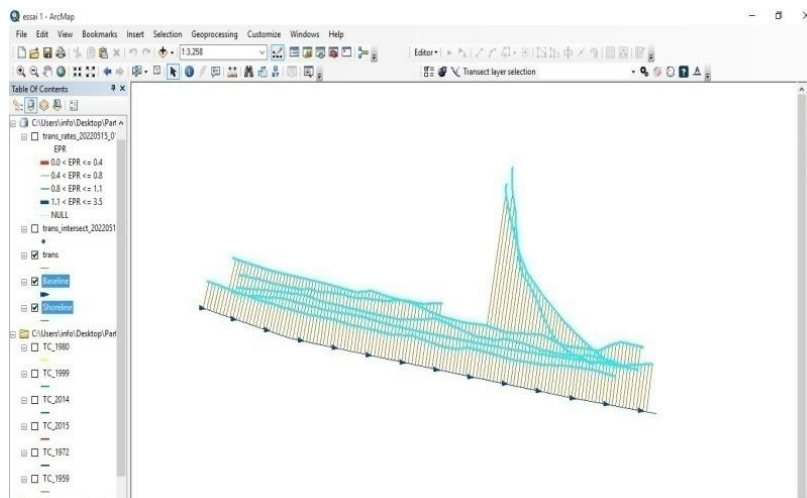 essai 1 - ArcMap
File Edit View Bookmarks Insert Selection Geoprocessing Customize Windows Help
1:3,258
Editor
Transect layer selection
Table Of Contents
C:\Users\info\Desktop\Part
trans_rates_20220515_0
EPR
0.0 < EPR <= 0.4
0.4 < EPR <= 0.8
0.8 < EPR <= 1.1
1.1 < EPR <= 3.5
NULL
trans_intersect_2022051
trans
Baseline
Shoreline
C:\Users\info\Desktop\Part
TC_1980
TC_1999
TC_2014
TC_2015
TC_1972
TC_1959